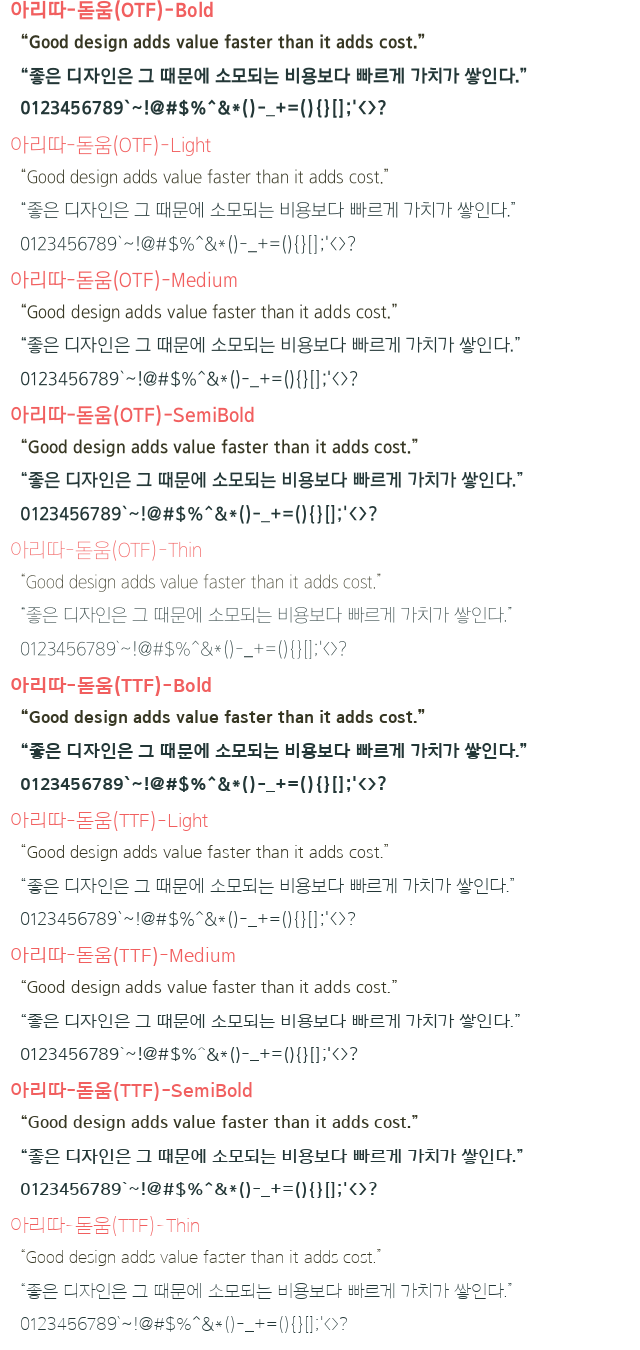 아리따-돋움(OTF)-Bold
“Good design adds value faster than it adds cost.”
“좋은 디자인은 그 때문에 소모되는 비용보다 빠르게 가치가 쌓인다.”
0123456789`~!@#$%^&*()-_+=(){}[];'<>?
아리따-돋움(OTF)-Light
“Good design adds value faster than it adds cost.”
“좋은 디자인은 그 때문에 소모되는 비용보다 빠르게 가치가 쌓인다.”
0123456789`~!@#$%^&*()-_+=(){}[];'<>?
아리따-돋움(OTF)-Medium
“Good design adds value faster than it adds cost.”
“좋은 디자인은 그 때문에 소모되는 비용보다 빠르게 가치가 쌓인다.”
0123456789`~!@#$%^&*()-_+=(){}[];'<>?
아리따-돋움(OTF)-SemiBold
“Good design adds value faster than it adds cost.”
“좋은 디자인은 그 때문에 소모되는 비용보다 빠르게 가치가 쌓인다.”
0123456789`~!@#$%^&*()-_+=(){}[];'<>?
아리따-돋움(OTF)-Thin
“Good design adds value faster than it adds cost.”
“좋은 디자인은 그 때문에 소모되는 비용보다 빠르게 가치가 쌓인다.”
0123456789`~!@#$%^&*()-_+=(){}[];'<>?
아리따-돋움(TTF)-Bold
“Good design adds value faster than it adds cost.”
“좋은 디자인은 그 때문에 소모되는 비용보다 빠르게 가치가 쌓인다.”
0123456789`~!@#$%^&*()-_+=(){}[];'<>?
아리따-돋움(TTF)-Light
“Good design adds value faster than it adds cost.”
“좋은 디자인은 그 때문에 소모되는 비용보다 빠르게 가치가 쌓인다.”
0123456789`~!@#$%^&*()-_+=(){}[];'<>?
아리따-돋움(TTF)-Medium
“Good design adds value faster than it adds cost.”
“좋은 디자인은 그 때문에 소모되는 비용보다 빠르게 가치가 쌓인다.”
0123456789`~!@#$%^&*()-_+=(){}[];'<>?
아리따-돋움(TTF)-SemiBold
“Good design adds value faster than it adds cost.”
“좋은 디자인은 그 때문에 소모되는 비용보다 빠르게 가치가 쌓인다.”
0123456789`~!@#$%^&*()-_+=(){}[];'<>?
아리따-돋움(TTF)-Thin
“Good design adds value faster than it adds cost.”
“좋은 디자인은 그 때문에 소모되는 비용보다 빠르게 가치가 쌓인다.”
0123456789`~!@#$%^&*()-_+=(){}[];'<>?